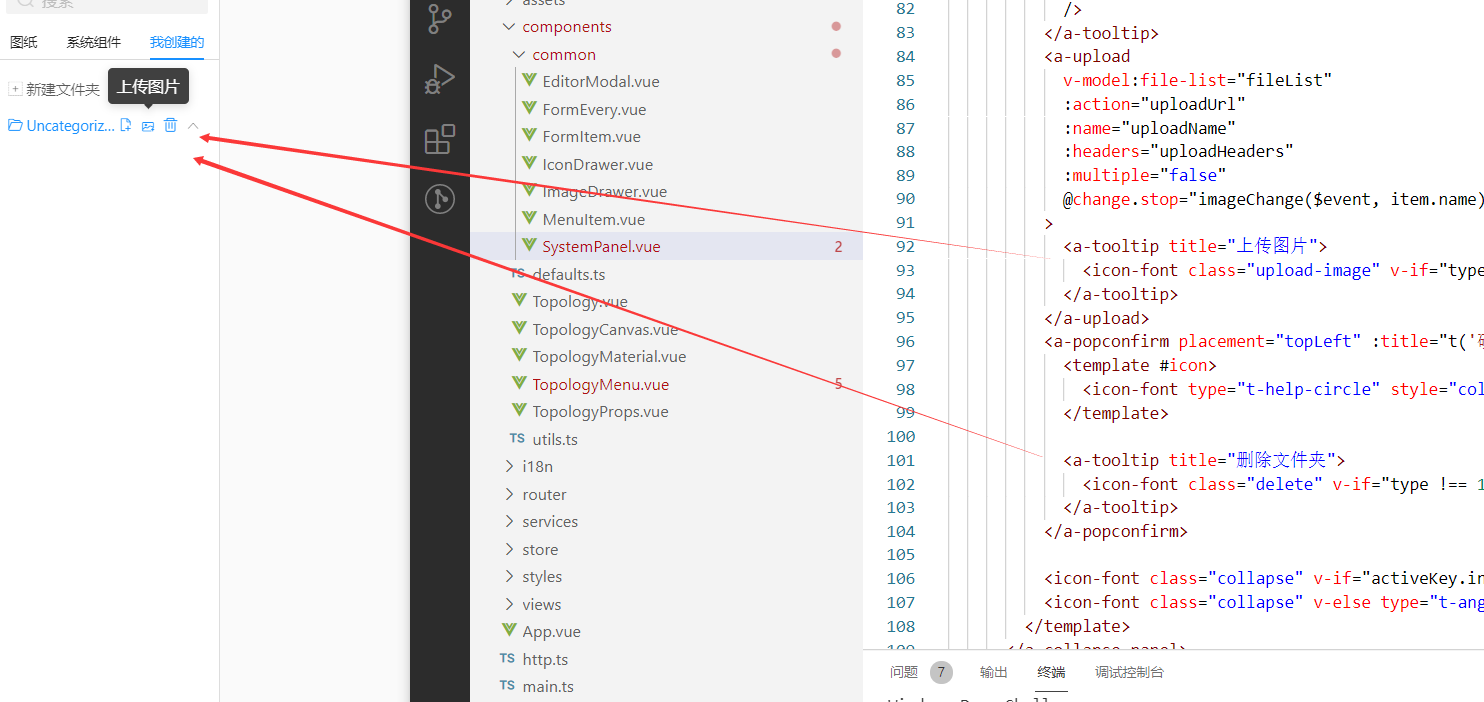 搜索
图纸 系统组件 我创建的
新建文件夹 上传图片
Uncategoriz...
assets
components
common
EditorModal.vue
FormEvery.vue
FormItem.vue
IconDrawer.vue
ImageDrawer.vue
MenuItem.vue
SystemPanel.vue 2
TS defaults.ts
Topology.vue
TopologyCanvas.vue
TopologyMaterial.vue
TopologyMenu.vue 5
TopologyProps.vue
TS utils.ts
i18n
router
services
store
styles
views
App.vue
TS http.ts
TS main.ts
82 />
83 </a-tooltip>
84 <a-upload
85 v-model:file-list="fileList"
86 :action="uploadUrl"
87 :name="uploadName"
88 :headers="uploadHeaders"
89 :multiple="false"
90 @change.stop="imageChange($event, item.name)
91 >
92 <a-tooltip title="上传图片">
93 <icon-font class="upload-image" v-if="type
94 </a-tooltip>
95 </a-upload>
96 <a-popconfirm placement="topLeft" :title="t('
97 <template #icon>
98 <icon-font type="t-help-circle" style="col
99 </template>
100
101 <a-tooltip title="删除文件夹">
102 <icon-font class="delete" v-if="type !== 1
103 </a-tooltip>
104 </a-popconfirm>
105
106 <icon-font class="collapse" v-if="activeKey.in
107 <icon-font class="collapse" v-else type="t-ang
108 </template>
问题 7 输出 终端 调试控制台